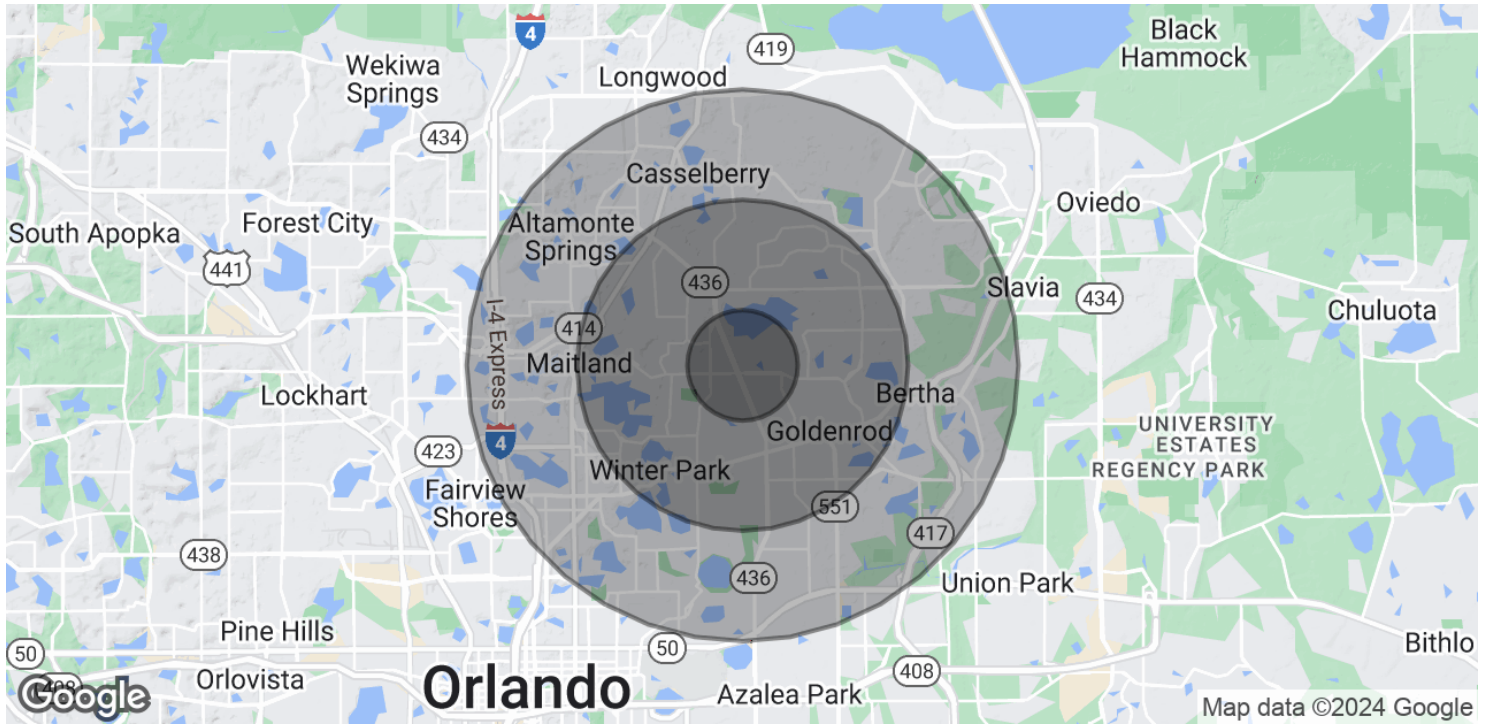 Black
Hammock
4
419
Wekiwa
Springs
Longwood
434
Casselberry
Oviedo
Altamonte
Springs
Forest City
South Apopka
441
436
Slavia
434
I-4 Express
414
Chuluota
Maitland
Lockhart
Bertha
Goldenrod
UNIVERSITY
ESTATES
REGENCY PARK
4
423
Winter Park
Fairview
Shores
551
417
438
436
Union Park
Pine Hills
50
50
Bithlo
Orlovista
408
408
Orlando
Azalea Park
Google
Map data ©2024 Google